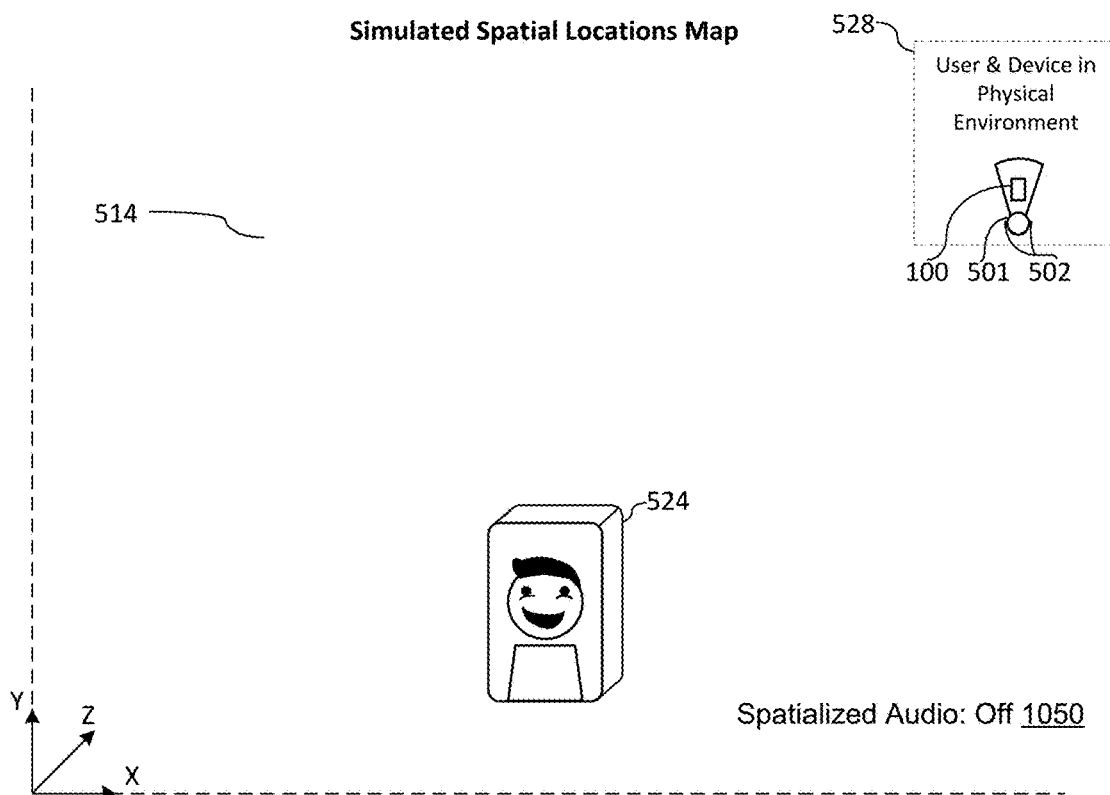 Simulated Spatial Locations Map
528
User & Device in
Physical
Environment
514
100 501 502
524
Y
Z
X
Spatialized Audio: Off 1050